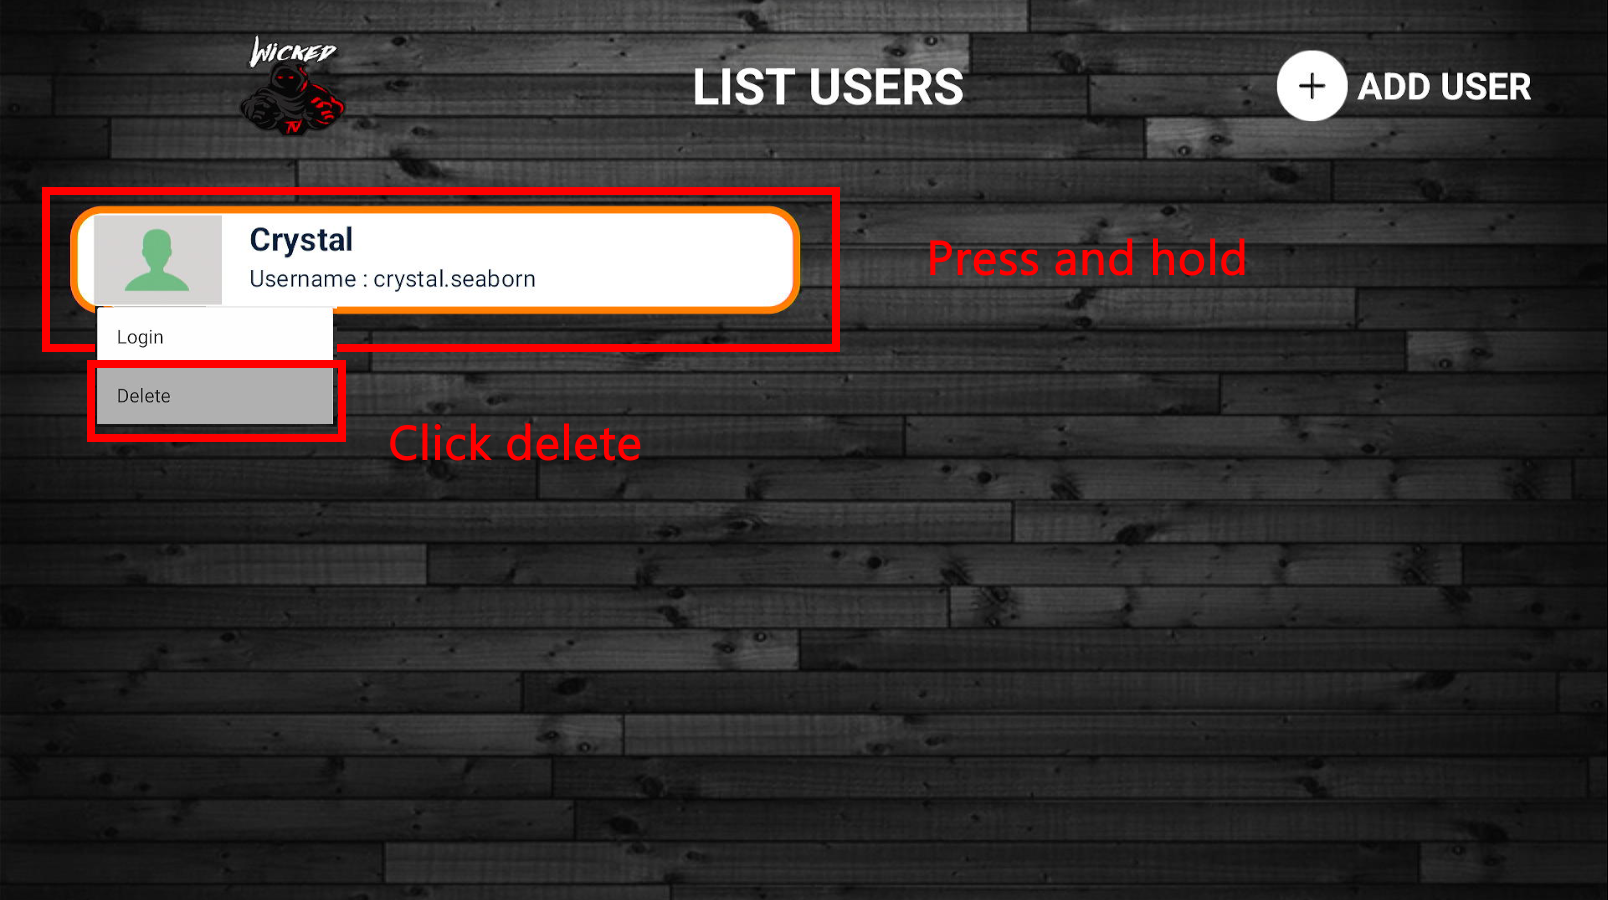 WICKED
TV
LIST USERS
ADD USER
Crystal
Username : crystal.seaborn
Press and hold
Login
Delete
Click delete